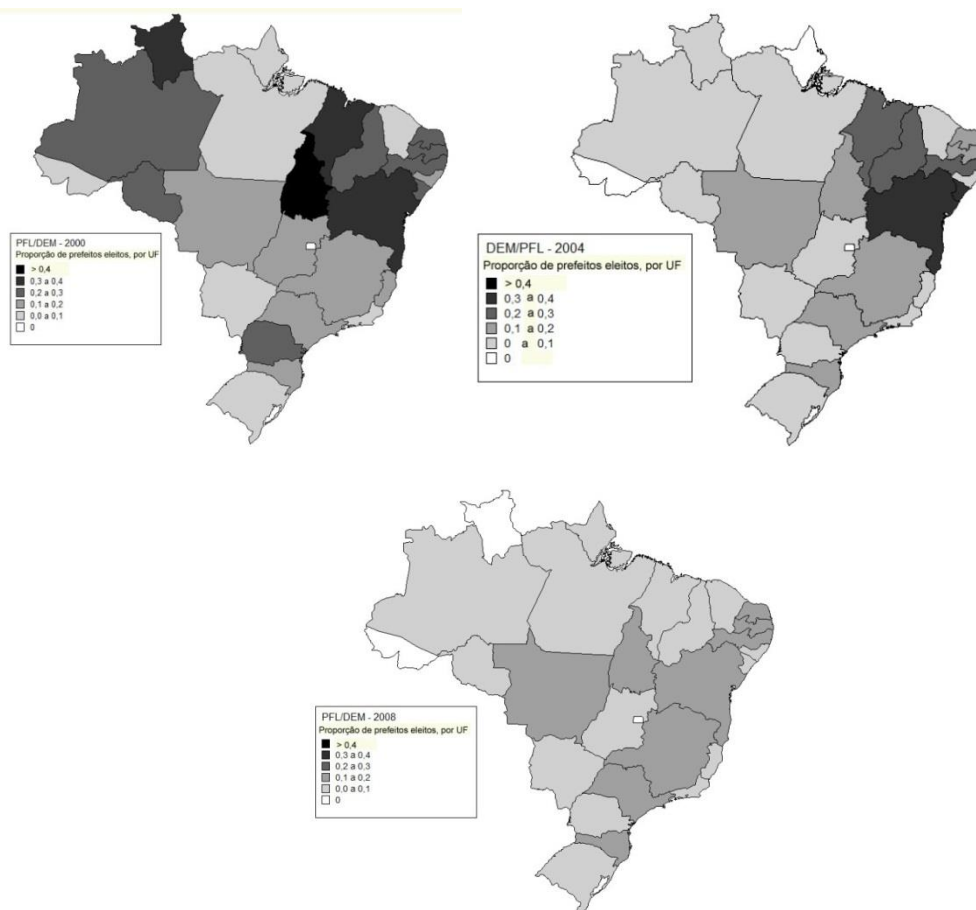 PFL/DEM - 2000
Proporção de prefeitos eleitos, por UF
> 0,4
0,3 a 0,4
0,2 a 0,3
0,1 a 0,2
0,0 a 0,1
0
DEM/PFL - 2004
Proporção de prefeitos eleitos, por UF
> 0,4
0,3 a 0,4
0,2 a 0,3
0,1 a 0,2
0 a 0,1
0
PFL/DEM - 2008
Proporção de prefeitos eleitos, por UF
> 0,4
0,3 a 0,4
0,2 a 0,3
0,1 a 0,2
0,0 a 0,1
0